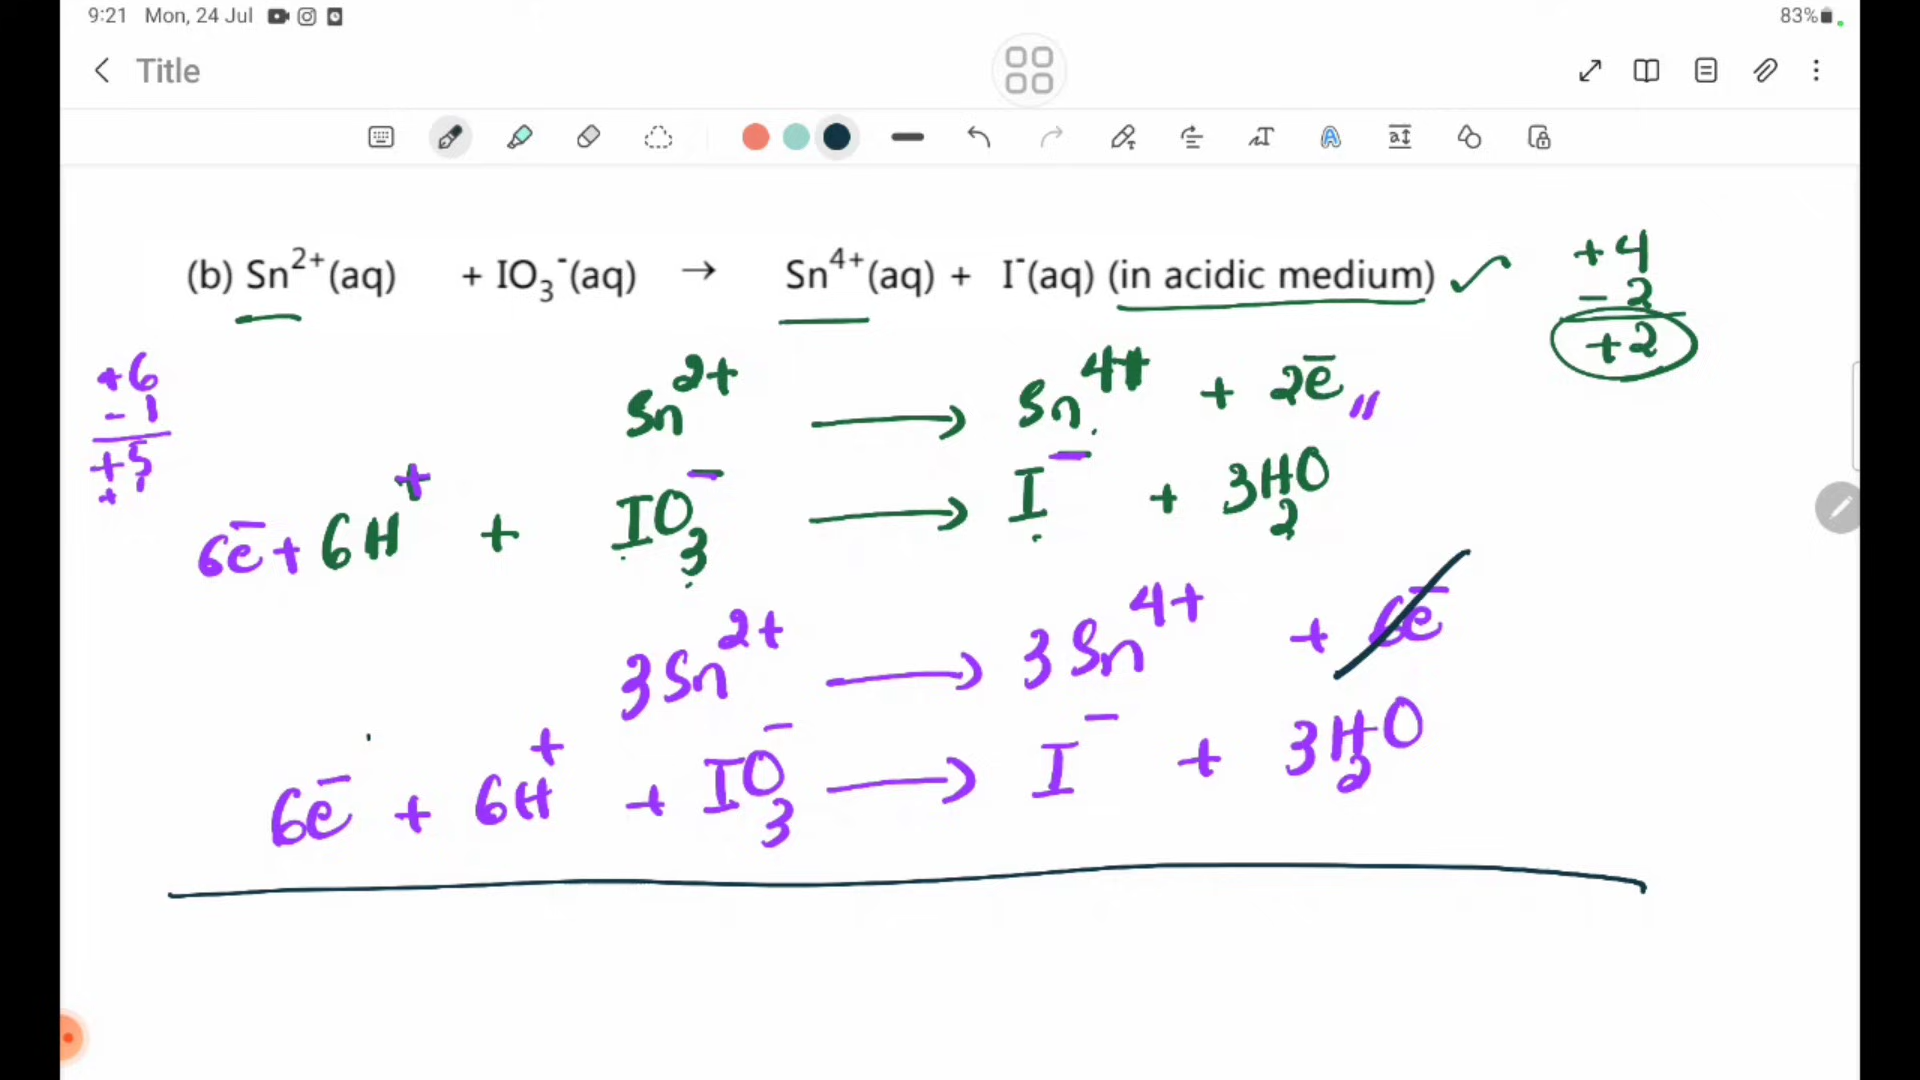 9:21 Mon, 24 Jul 83%
Title
(b) Sn²⁺(aq) + IO₃⁻(aq) → Sn⁴⁺(aq) + I⁻(aq) (in acidic medium) ✓
+4
- 2
+2
+6
- 1
+5
Sn²⁺ → Sn⁴⁺ + 2e̅ //
6e̅ + 6H⁺ + IO₃⁻ → I⁻ + 3H₂O
3Sn²⁺ → 3Sn⁴⁺ + 6e̅
6e̅ + 6H⁺ + IO₃⁻ → I⁻ + 3H₂O